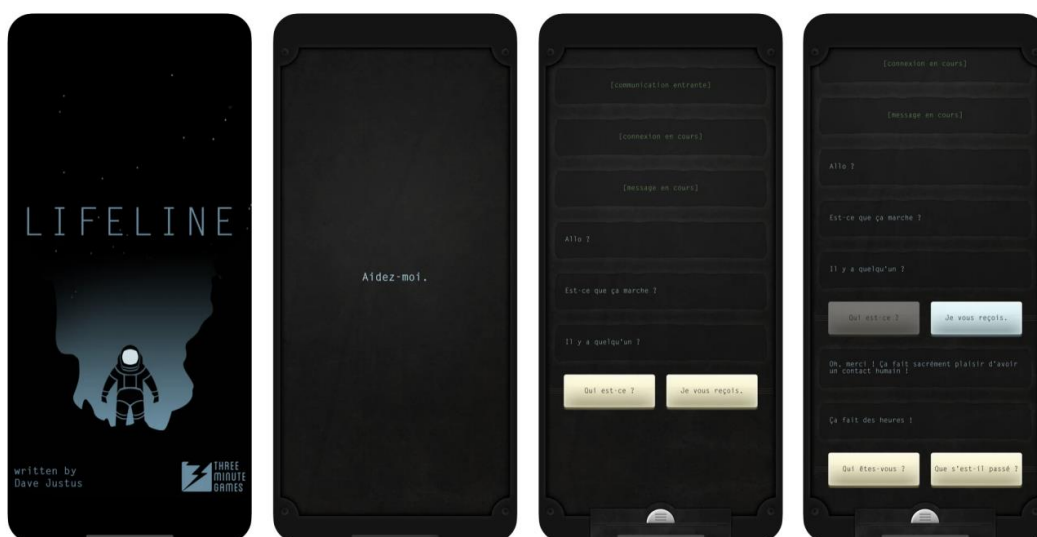 LIFELINE
written by
Dave Justus
THREE
MINUTE
GAMES
Aidez-moi.
[communication entrante]
[connexion en cours]
[message en cours]
Allo ?
Est-ce que ça marche ?
Il y a quelqu'un ?
Qui est-ce ?
Je vous reçois.
[connexion en cours]
[message en cours]
Allo ?
Est-ce que ça marche ?
Il y a quelqu'un ?
Qui est-ce ?
Je vous reçois.
Oh, merci ! Ça fait sacrément plaisir d'avoir
un contact humain !
Ça fait des heures !
Qui êtes-vous ?
Que s'est-il passé ?